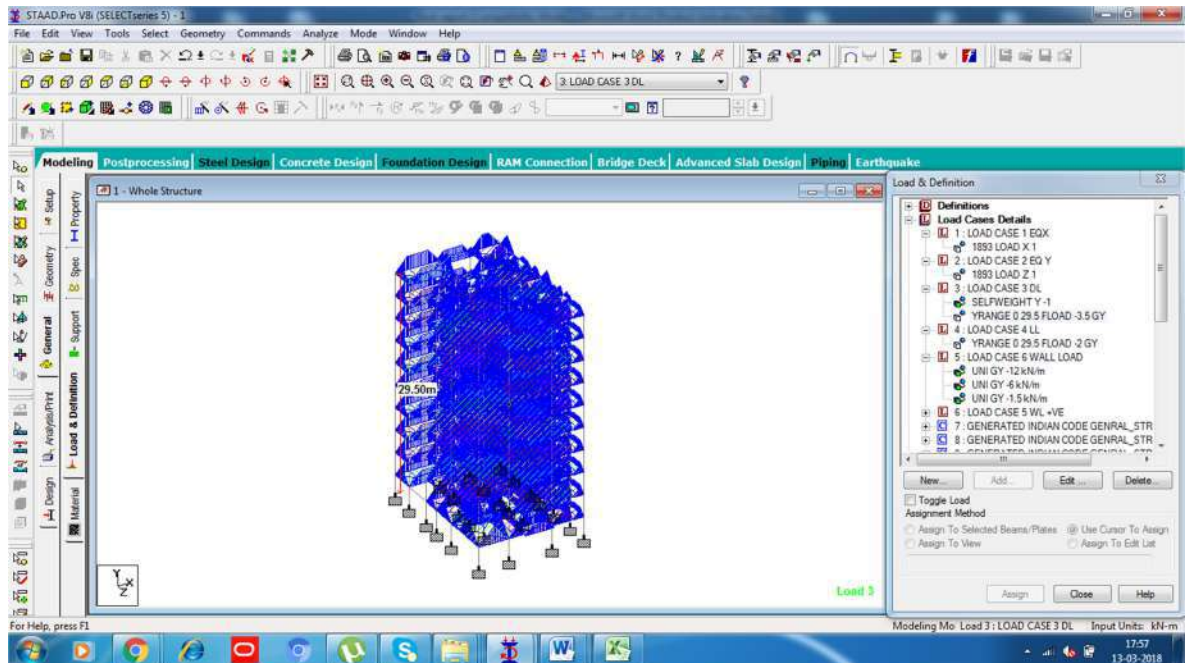 STAAD.Pro V8i (SELECTseries 5) - 1
File Edit View Tools Select Geometry Commands Analyze Mode Window Help
3: LOAD CASE 3 DL
Modeling Postprocessing Steel Design Concrete Design Foundation Design RAM Connection Bridge Deck Advanced Slab Design Piping Earthquake
Setup
Geometry
General
Analysis/Print
Design
Property
Spec
Support
Load & Definition
Material
1 - Whole Structure
29.50m
Y
X
Z
Load 3
Load & Definition
Definitions
Load Cases Details
1 : LOAD CASE 1 EQX
1893 LOAD X 1
2 : LOAD CASE 2 EQ Y
1893 LOAD Z 1
3 : LOAD CASE 3 DL
SELFWEIGHT Y -1
YRANGE 0 29.5 FLOAD -3.5 GY
4 : LOAD CASE 4 LL
YRANGE 0 29.5 FLOAD -2 GY
5 : LOAD CASE 6 WALL LOAD
UNI GY -12 kN/m
UNI GY -6 kN/m
UNI GY -1.5 kN/m
6 : LOAD CASE 5 WL +VE
7 : GENERATED INDIAN CODE GENRAL_STR
8 : GENERATED INDIAN CODE GENRAL_STR
New... Add... Edit ... Delete...
Toggle Load
Assignment Method
Assign To Selected Beams/Plates Use Cursor To Assign
Assign To View Assign To Edit List
Assign Close Help
For Help, press F1
Modeling Mo Load 3 : LOAD CASE 3 DL Input Units: kN-m
17:57
13-03-2018